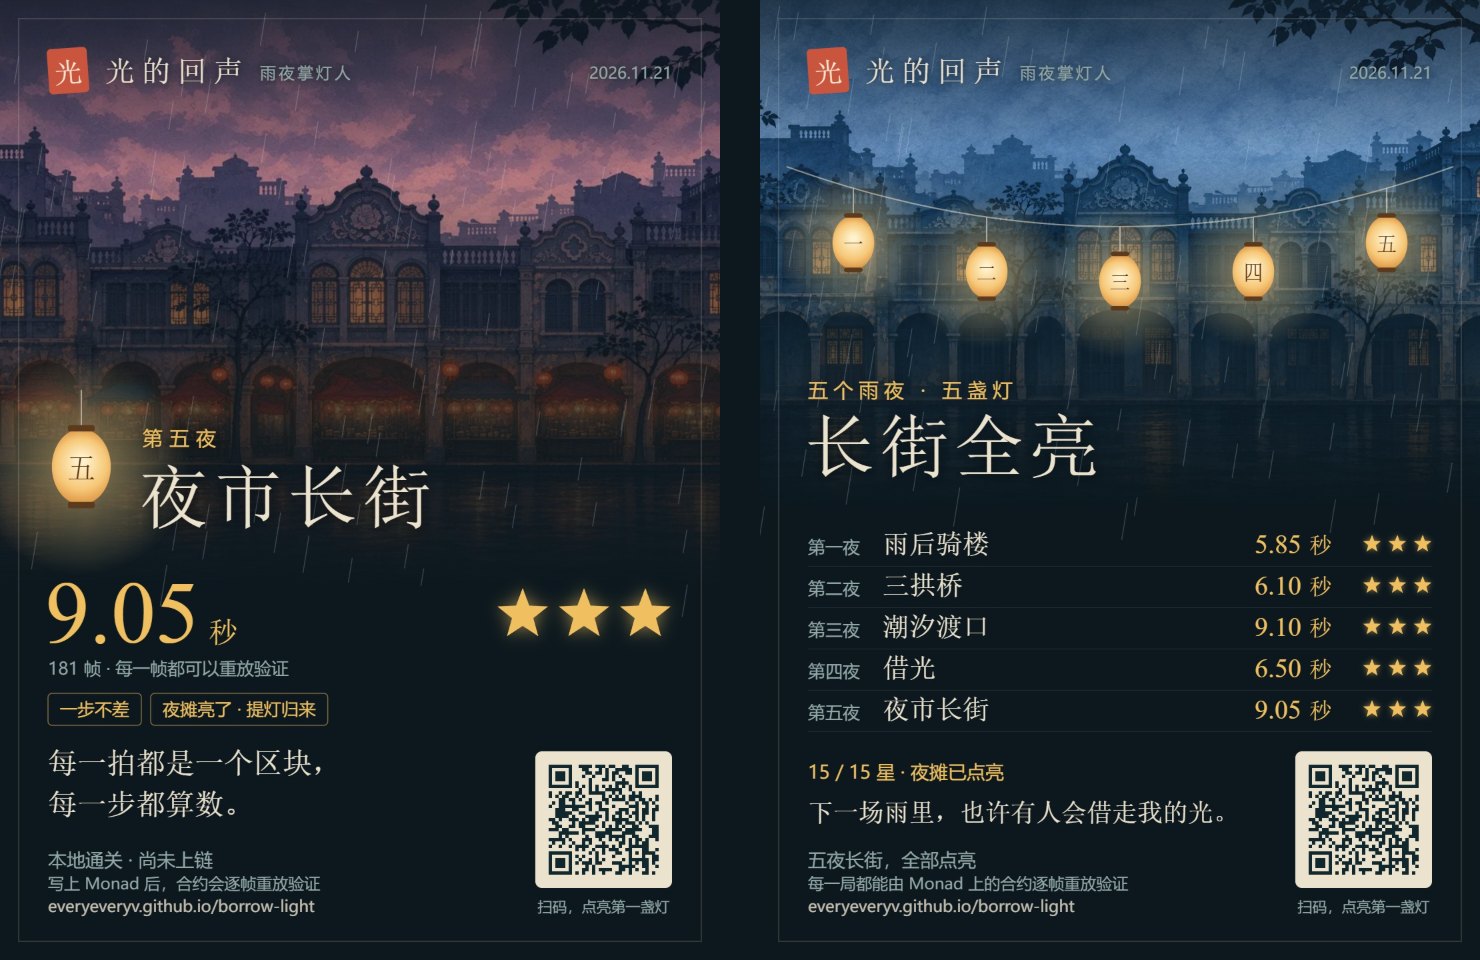 光 光的回声 雨夜掌灯人 2026.11.21
五
第五夜
夜市长街
9.05 秒
181 帧 · 每一帧都可以重放验证
一步不差 夜摊亮了 · 提灯归来
每一拍都是一个区块，
每一步都算数。
本地通关 · 尚未上链
写上 Monad 后，合约会逐帧重放验证
everyeveryv.github.io/borrow-light
扫码，点亮第一盏灯
光 光的回声 雨夜掌灯人 2026.11.21
一 二 三 四 五
五个雨夜 · 五盏灯
长街全亮
第一夜 雨后骑楼 5.85 秒 ★★★
第二夜 三拱桥 6.10 秒 ★★★
第三夜 潮汐渡口 9.10 秒 ★★★
第四夜 借光 6.50 秒 ★★★
第五夜 夜市长街 9.05 秒 ★★★
15 / 15 星 · 夜摊已点亮
下一场雨里，也许有人会借走我的光。
五夜长街，全部点亮
每一局都能由 Monad 上的合约逐帧重放验证
everyeveryv.github.io/borrow-light
扫码，点亮第一盏灯